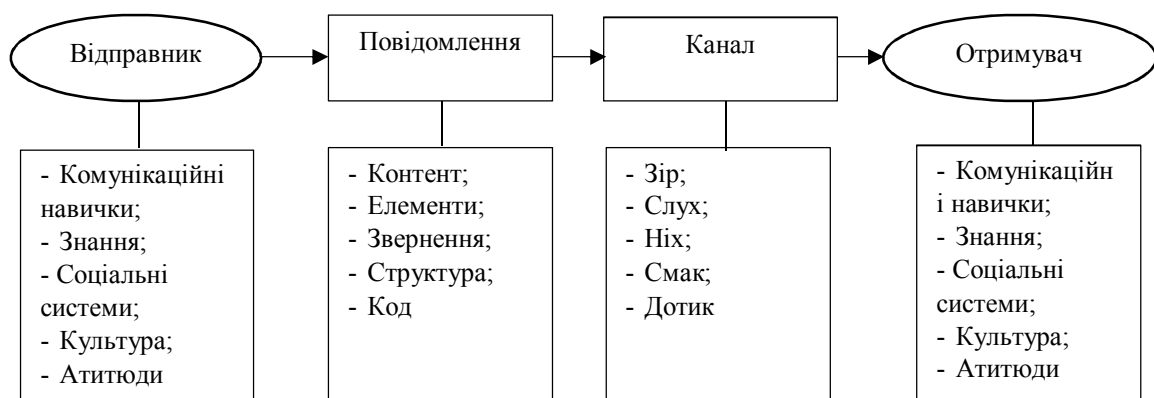 Відправник
Повідомлення
Канал
Отримувач
- Комунікаційні
навички;
- Знання;
- Соціальні
системи;
- Культура;
- Атитюди
- Контент;
- Елементи;
- Звернення;
- Структура;
- Код
- Зір;
- Слух;
- Ніх;
- Смак;
- Дотик
- Комунікаційн
і навички;
- Знання;
- Соціальні
системи;
- Культура;
- Атитюди